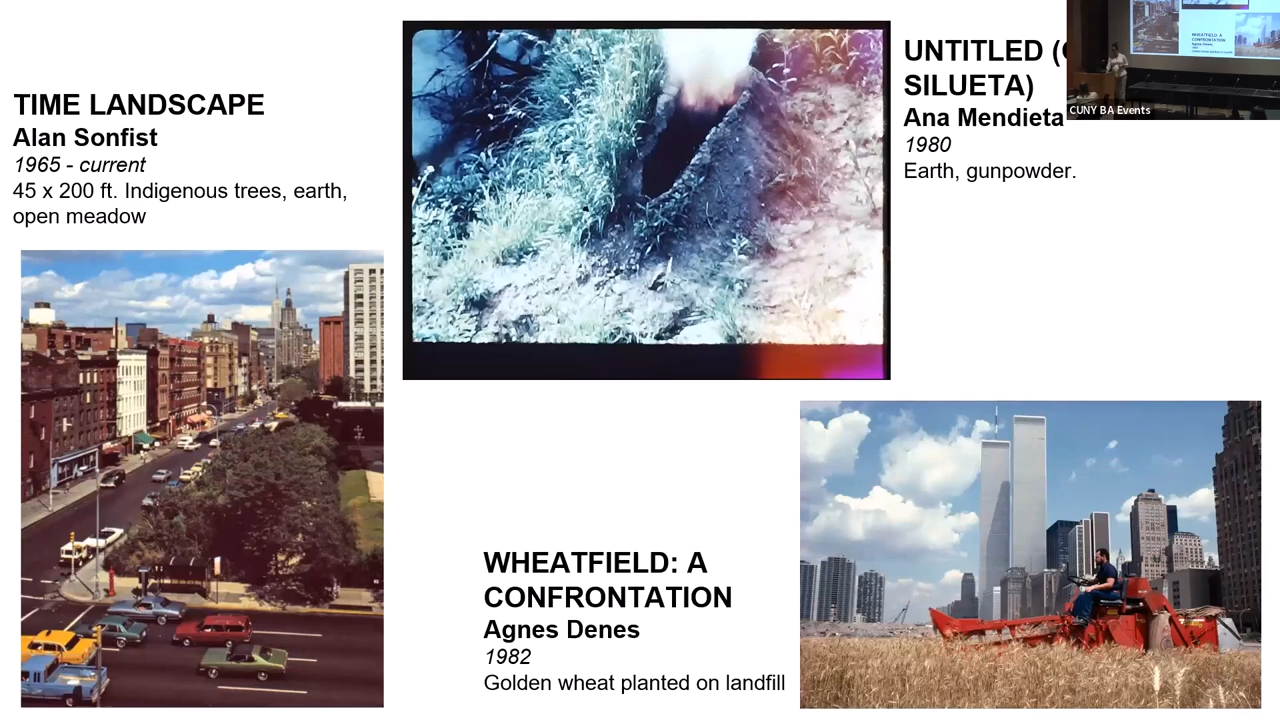 TIME LANDSCAPE
Alan Sonfist
1965 - current
45 x 200 ft. Indigenous trees, earth,
open meadow
UNTITLED (
SILUETA)
Ana Mendieta
1980
Earth, gunpowder.
CUNY BA Events
WHEATFIELD: A
CONFRONTATION
Agnes Denes
1982
Golden wheat planted on landfill